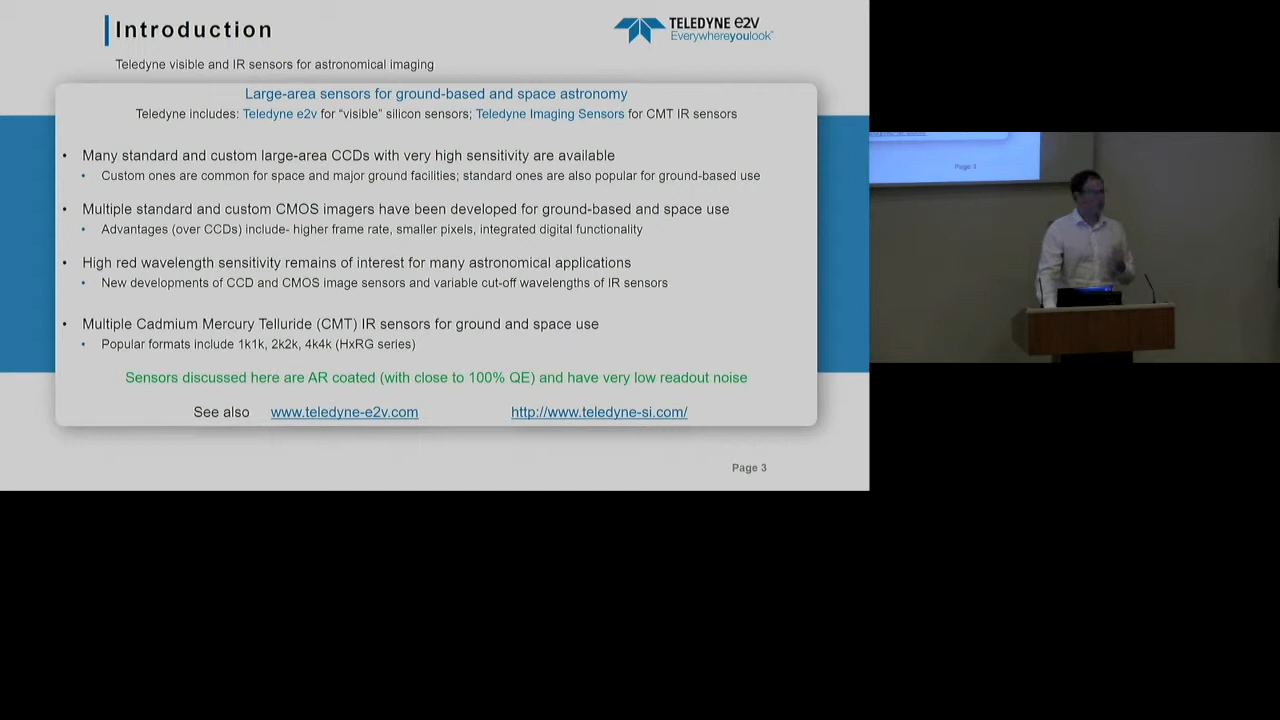 Introduction
TELEDYNE e2v
Everywhereyoulook
Teledyne visible and IR sensors for astronomical imaging
Large-area sensors for ground-based and space astronomy
Teledyne includes: Teledyne e2v for "visible" silicon sensors; Teledyne Imaging Sensors for CMT IR sensors
• Many standard and custom large-area CCDs with very high sensitivity are available
• Custom ones are common for space and major ground facilities; standard ones are also popular for ground-based use
• Multiple standard and custom CMOS imagers have been developed for ground-based and space use
• Advantages (over CCDs) include- higher frame rate, smaller pixels, integrated digital functionality
• High red wavelength sensitivity remains of interest for many astronomical applications
• New developments of CCD and CMOS image sensors and variable cut-off wavelengths of IR sensors
• Multiple Cadmium Mercury Telluride (CMT) IR sensors for ground and space use
• Popular formats include 1k1k, 2k2k, 4k4k (HxRG series)
Sensors discussed here are AR coated (with close to 100% QE) and have very low readout noise
See also www.teledyne-e2v.com http://www.teledyne-si.com/
Page 3
Page 3